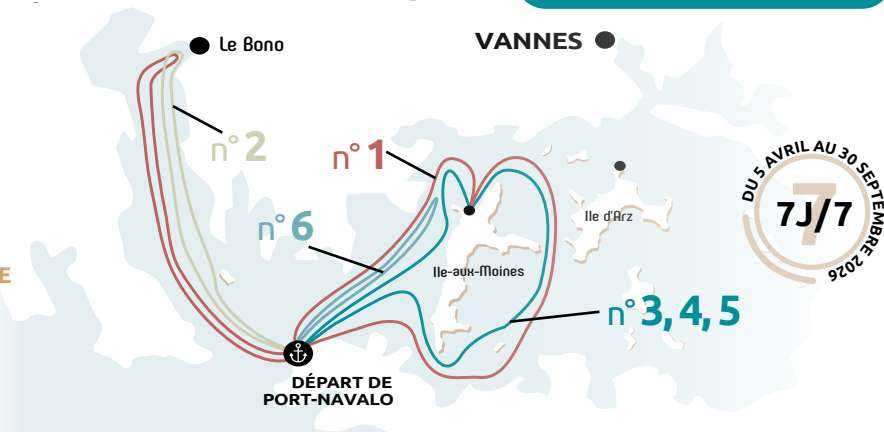 Le Bono
VANNES
n° 2
n° 1
n° 6
Ile d'Arz
Ile-aux-Moines
n° 3, 4, 5
DÉPART DE
PORT-NAVALO
DU 5 AVRIL AU 30 SEPTEMBRE 2026
7
7J/7
E